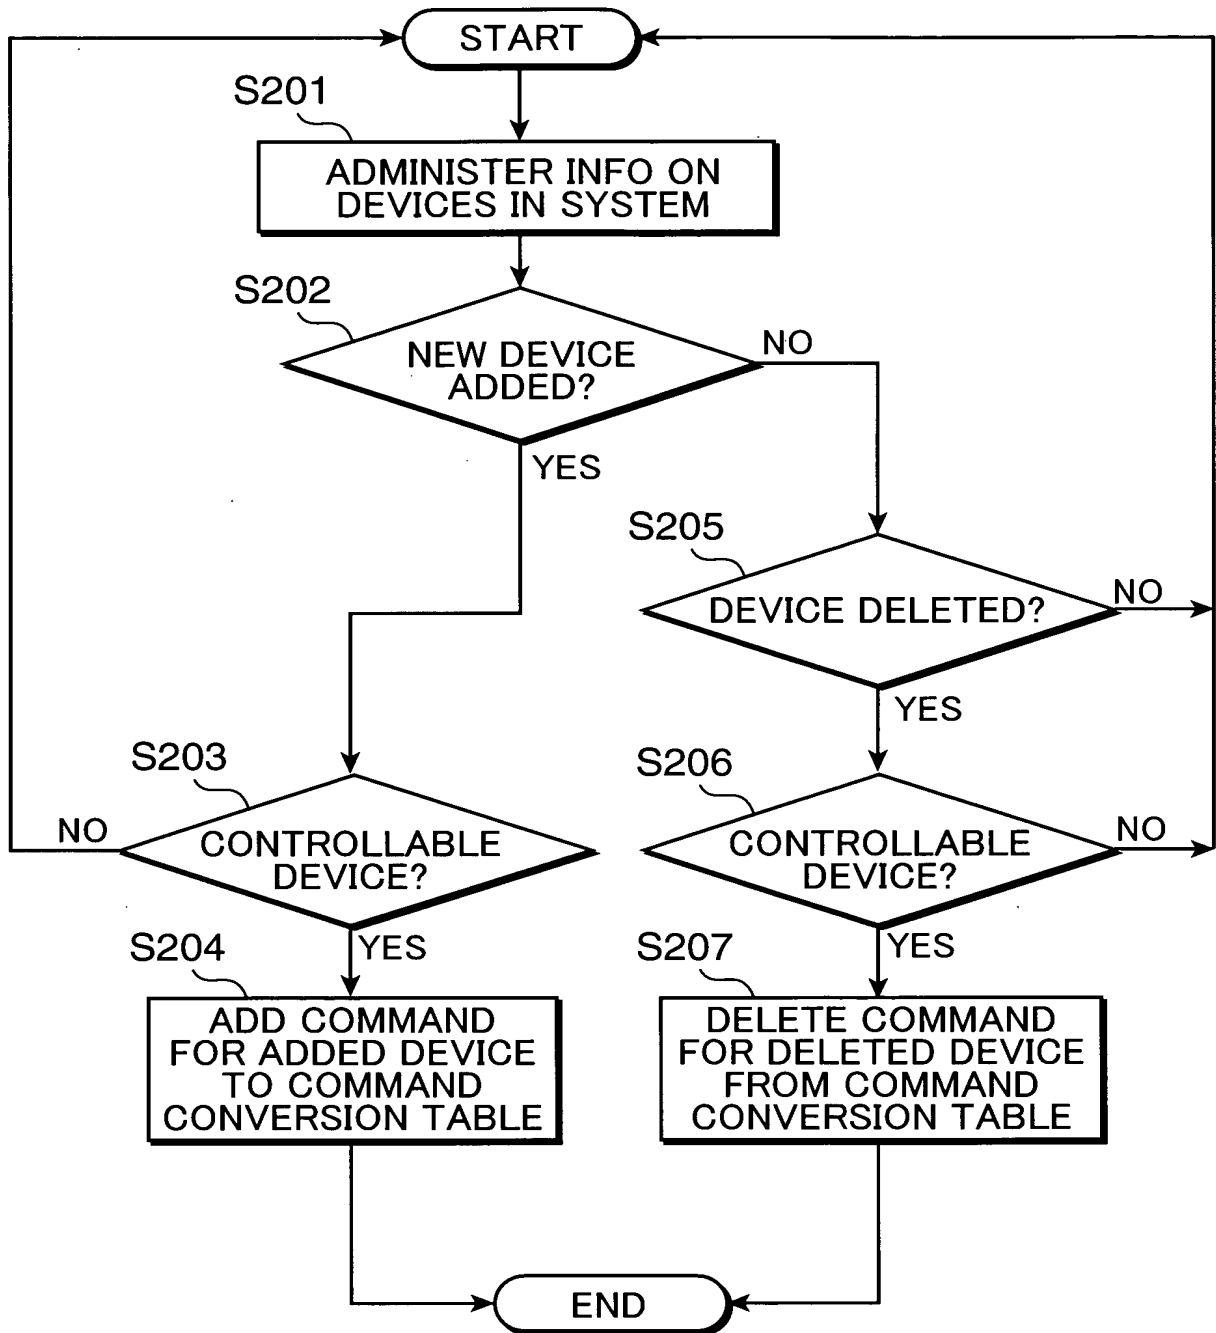 START
S201
ADMINISTER INFO ON
DEVICES IN SYSTEM
S202
NEW DEVICE
ADDED?
NO
YES
S205
DEVICE DELETED?
NO
YES
S203
CONTROLLABLE
DEVICE?
NO
YES
S206
CONTROLLABLE
DEVICE?
NO
YES
S204
ADD COMMAND
FOR ADDED DEVICE
TO COMMAND
CONVERSION TABLE
S207
DELETE COMMAND
FOR DELETED DEVICE
FROM COMMAND
CONVERSION TABLE
END